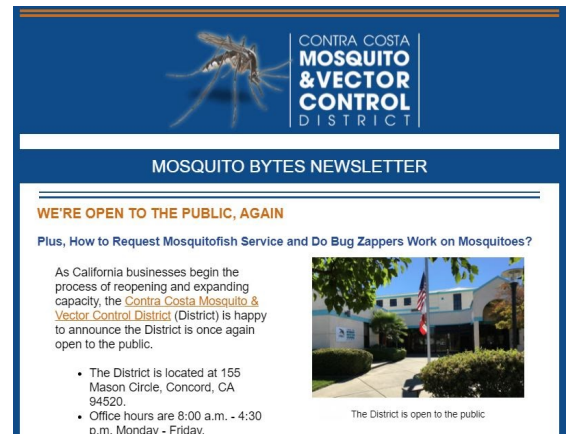 CONTRA COSTA
MOSQUITO
&VECTOR
CONTROL
DISTRICT
MOSQUITO BYTES NEWSLETTER
WE'RE OPEN TO THE PUBLIC, AGAIN
Plus, How to Request Mosquitofish Service and Do Bug Zappers Work on Mosquitoes?
As California businesses begin the
process of reopening and expanding
capacity, the Contra Costa Mosquito &
Vector Control District (District) is happy
to announce the District is once again
open to the public.
• The District is located at 155
Mason Circle, Concord, CA
94520.
• Office hours are 8:00 a.m. - 4:30
p.m. Monday - Friday.
The District is open to the public